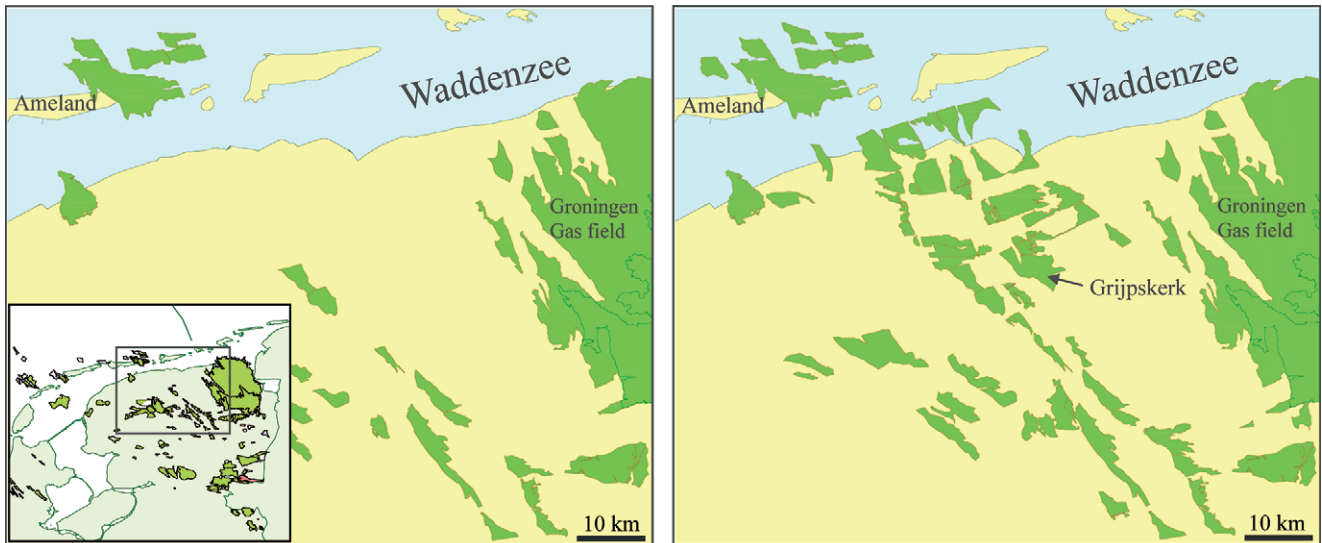 Waddenzee
Ameland
Groningen
Gas field
10 km
Waddenzee
Ameland
Groningen
Gas field
Grijpskerk
10 km